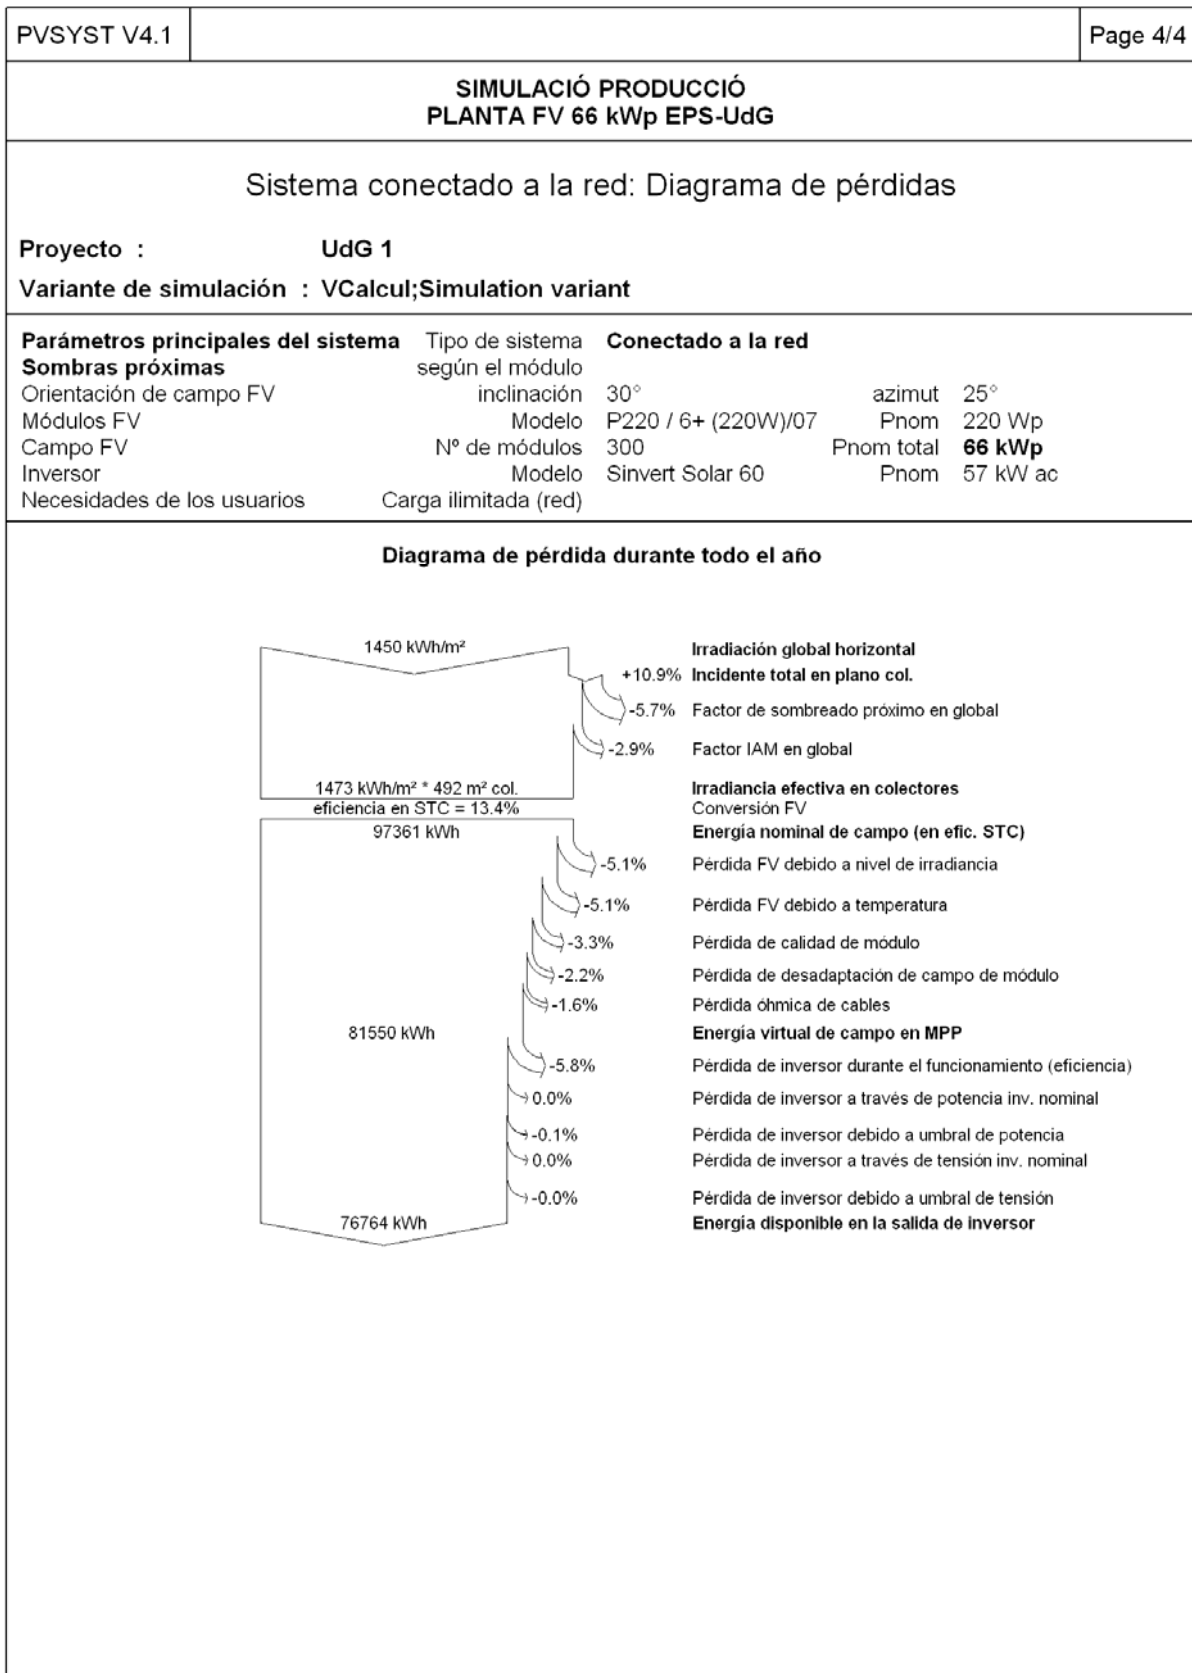 PVSYST V4.1
Page 4/4
SIMULACIÓ PRODUCCIÓ
PLANTA FV 66 kWp EPS-UdG
Sistema conectado a la red: Diagrama de pérdidas
Proyecto : UdG 1
Variante de simulación : VCalcul;Simulation variant
Parámetros principales del sistema Tipo de sistema Conectado a la red
Sombras próximas según el módulo
Orientación de campo FV inclinación 30° azimut 25°
Módulos FV Modelo P220 / 6+ (220W)/07 Pnom 220 Wp
Campo FV Nº de módulos 300 Pnom total 66 kWp
Inversor Modelo Sinvert Solar 60 Pnom 57 kW ac
Necesidades de los usuarios Carga ilimitada (red)
Diagrama de pérdida durante todo el año
1450 kWh/m² Irradiación global horizontal
+10.9% Incidente total en plano col.
-5.7% Factor de sombreado próximo en global
-2.9% Factor IAM en global
1473 kWh/m² * 492 m² col. Irradiancia efectiva en colectores
eficiencia en STC = 13.4% Conversión FV
97361 kWh Energía nominal de campo (en efic. STC)
-5.1% Pérdida FV debido a nivel de irradiancia
-5.1% Pérdida FV debido a temperatura
-3.3% Pérdida de calidad de módulo
-2.2% Pérdida de desadaptación de campo de módulo
-1.6% Pérdida óhmica de cables
81550 kWh Energía virtual de campo en MPP
-5.8% Pérdida de inversor durante el funcionamiento (eficiencia)
0.0% Pérdida de inversor a través de potencia inv. nominal
-0.1% Pérdida de inversor debido a umbral de potencia
0.0% Pérdida de inversor a través de tensión inv. nominal
-0.0% Pérdida de inversor debido a umbral de tensión
76764 kWh Energía disponible en la salida de inversor